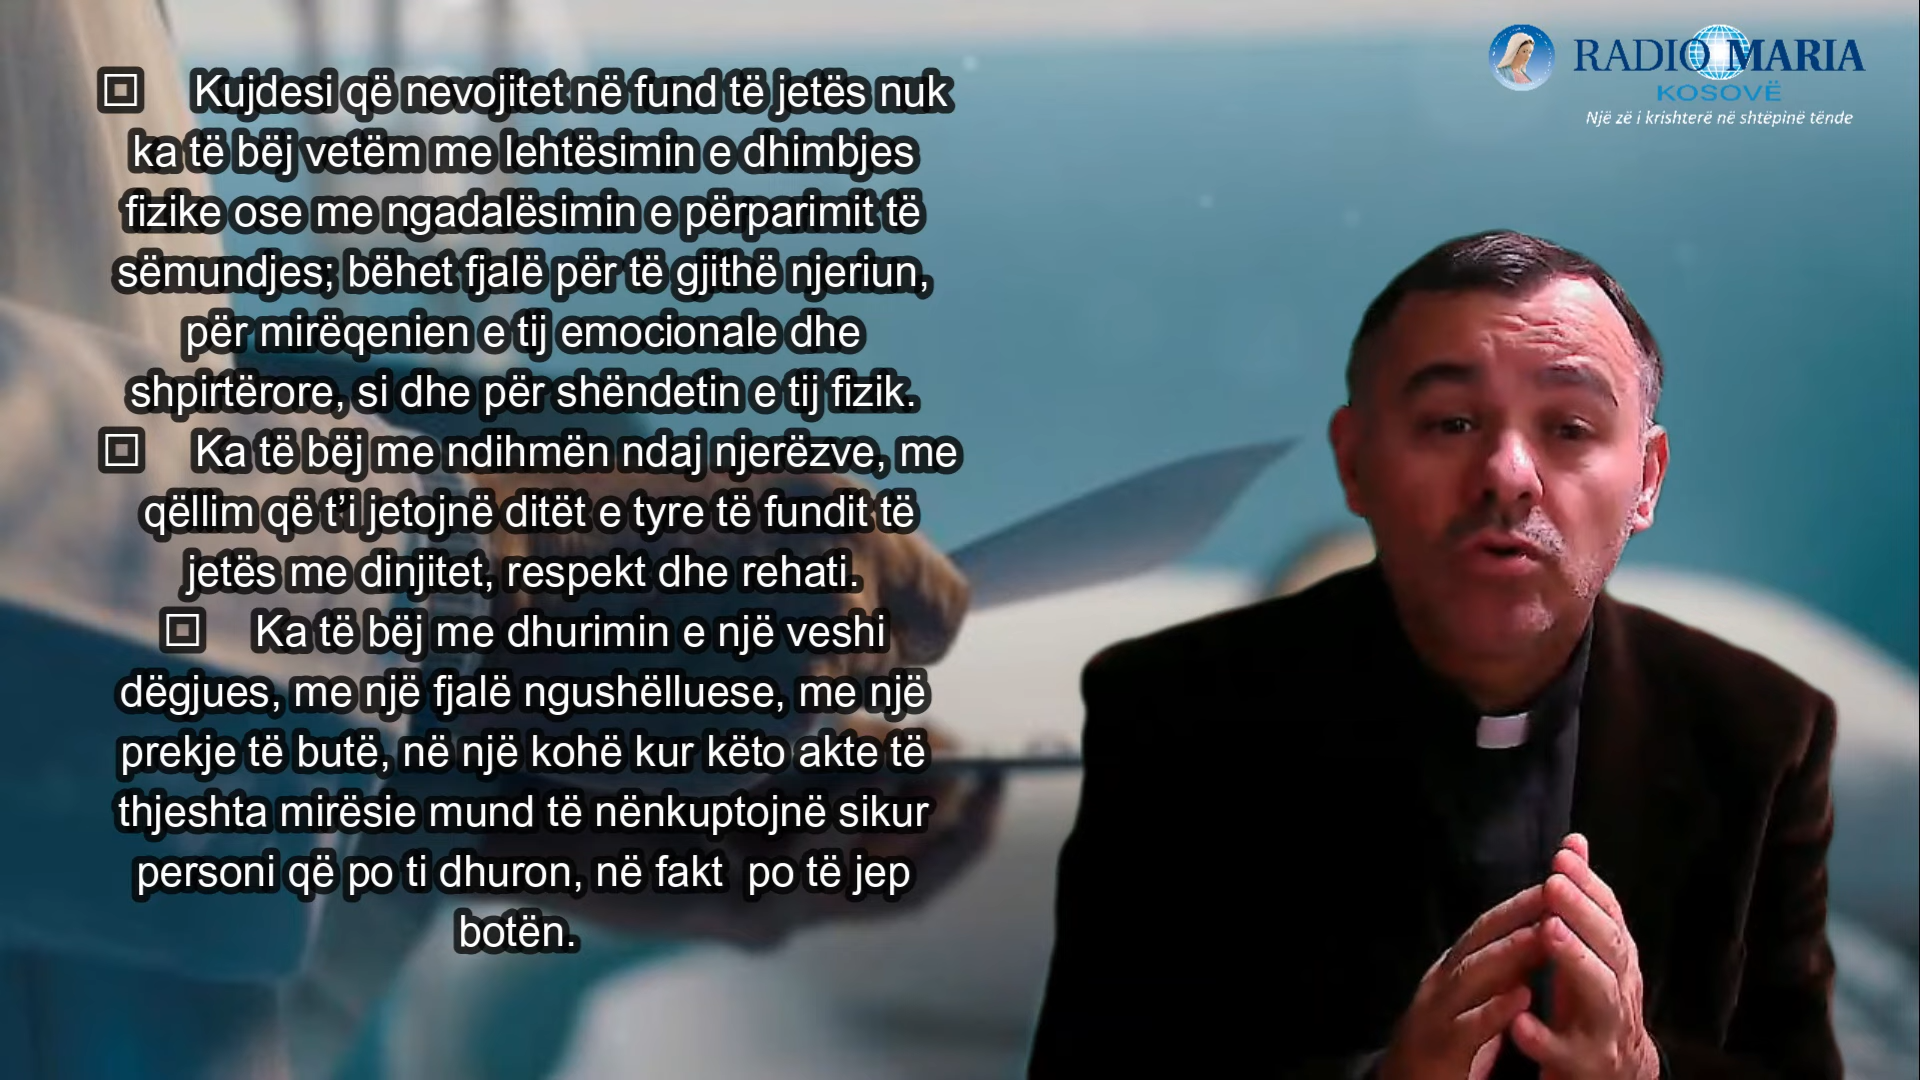 Kujdesi që nevojitet në fund të jetës nuk
ka të bëj vetëm me lehtësimin e dhimbjes
fizike ose me ngadalësimin e përparimit të
sëmundjes; bëhet fjalë për të gjithë njeriun,
për mirëqenien e tij emocionale dhe
shpirtërore, si dhe për shëndetin e tij fizik.
Ka të bëj me ndihmën ndaj njerëzve, me
qëllim që t’i jetojnë ditët e tyre të fundit të
jetës me dinjitet, respekt dhe rehati.
Ka të bëj me dhurimin e një veshi
dëgjues, me një fjalë ngushëlluese, me një
prekje të butë, në një kohë kur këto akte të
thjeshta mirësie mund të nënkuptojnë sikur
personi që po ti dhuron, në fakt  po të jep
botën.
RADIO MARIA
KOSOVË
Një zë i krishterë në shtëpinë tënde